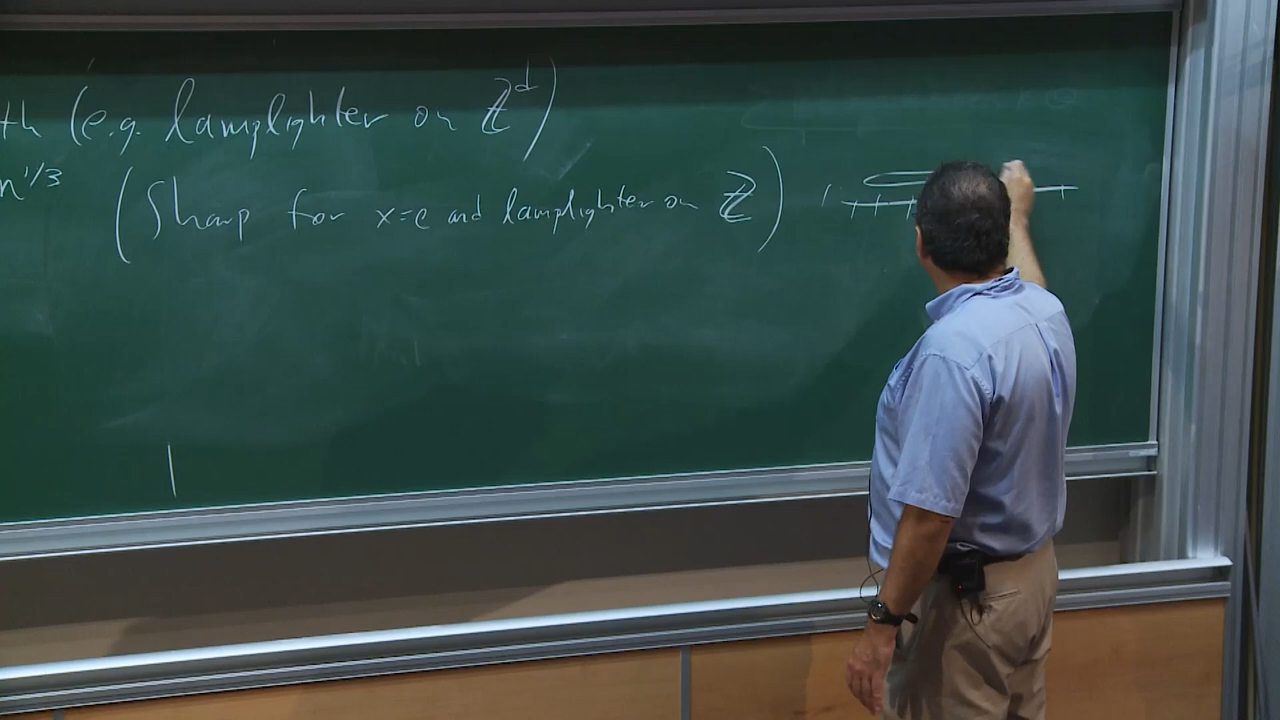 th (e.g. lamplighter on ℤ^d)
n^1/3 (Sharp for x=e and lamplighter on ℤ)